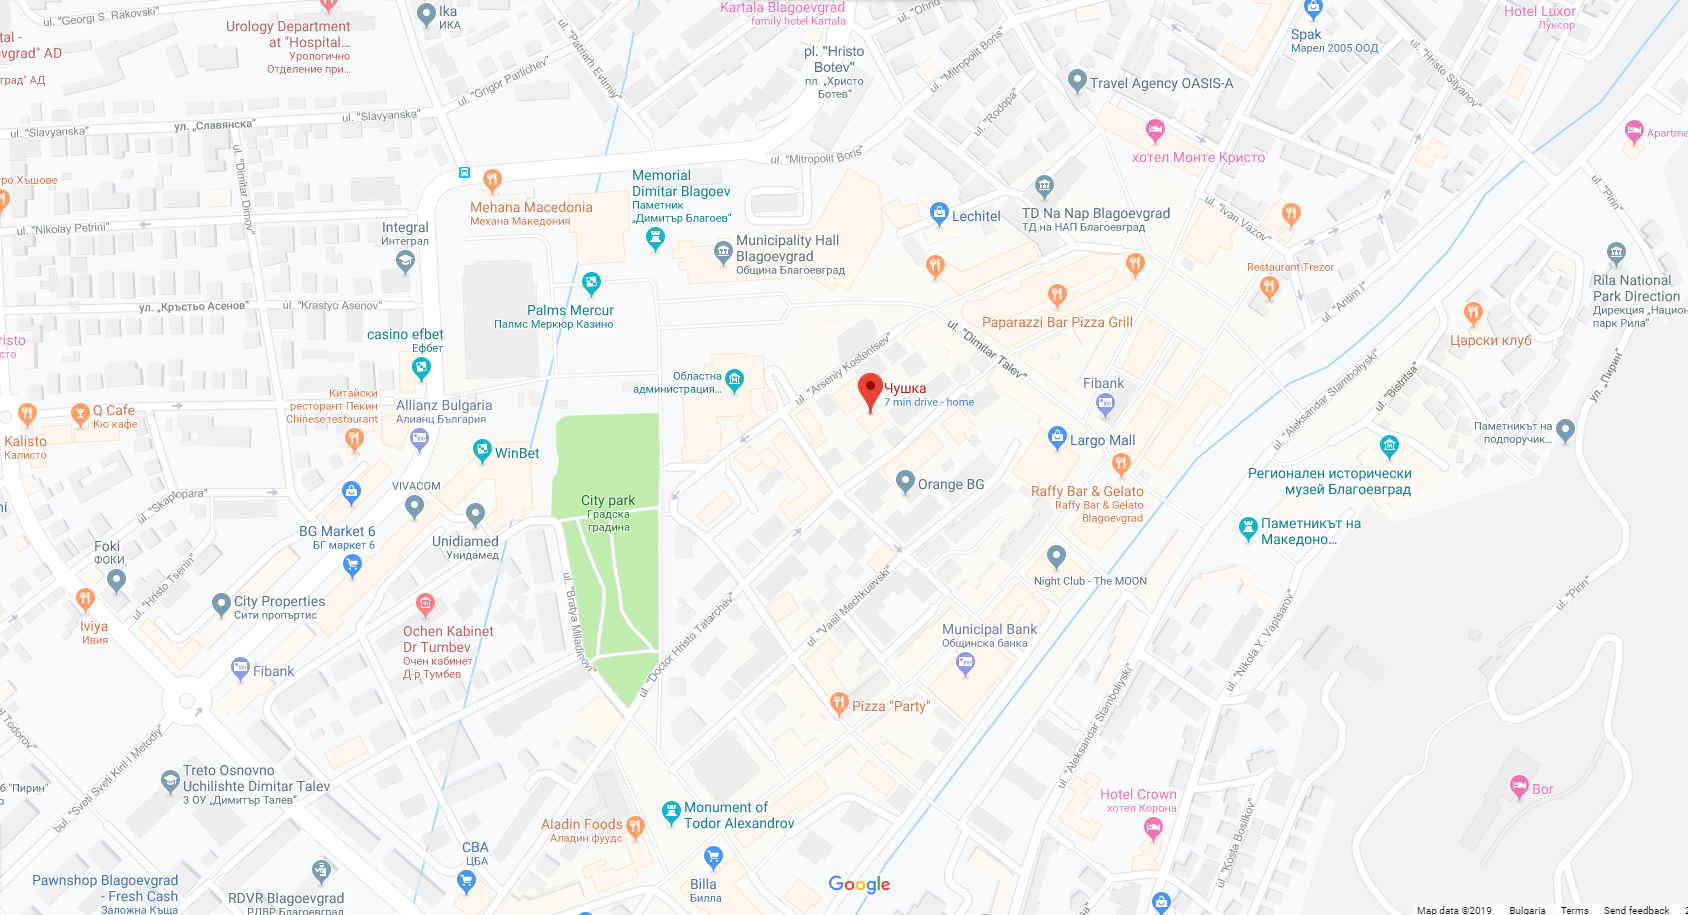 ul. "Georgi S. Rakovski"
Ika
ИКА
Kartala Blagoevgrad
family hotel Kartala
Spak
Марел 2005 ООД
Hotel Luxor
Луксор
Urology Department
at "Hospital...
Урологично
Отделение при...
tal -
evgrad" AD
град" АД
ul. "Patriarh Evtimiy"
ul. "Grigor Parlichev"
pl. "Hristo
Botev"
пл. „Христо
Ботев“
ul. "Mitropolit Boris"
ul. "Ohrid
Travel Agency OASIS-A
ul. "Hristo Silyanov"
ul. "Slavyanska"
ул. „Славянска“
ul. "Slavyanska"
ul. "Rodopa"
хотел Монте Кристо
Apartme
ul. "Dimitar Dimov"
ul. "Mitropolit Boris"
тро Хъшове
Mehana Macedonia
Механа Македония
Memorial
Dimitar Blagoev
Паметник
„Димитър Благоев“
Lechitel
TD Na Nap Blagoevgrad
ТД на НАП Благоевград
ul. "Ivan Vazov"
ul. "Pirin"
ul. "Nikolay Petrini"
Integral
Интеграл
Municipality Hall
Blagoevgrad
Община Благоевград
Restaurant Trezor
Rila National
Park Direction
Дирекция „Национ
парк Рила“
ул. „Кръстьо Асенов“
ul. "Krastyo Asenov"
Palms Mercur
Палмс Меркюр Казино
Paparazzi Bar Pizza Grill
ul. "Antim I"
casino efbet
Ефбет
ul. "Arseniy Kostentsev"
ul. "Dimitar Talev"
Царски клуб
risto
сто
Областна
администрация...
Чушка
7 min drive - home
Fibank
ul. "Aleksandar Stamboliyski"
ul. "Bistritsa"
ул. „Пирин“
Китайски
ресторант Пекин
Chinese restaurant
Q Cafe
Кю кафе
Allianz Bulgaria
Алианц България
Kalisto
Калисто
WinBet
Largo Mall
Паметникът на
подпоручик...
Регионален исторически
музей Благоевград
ul. "Skaptopara"
VIVACOM
City park
Градска
градина
Orange BG
Raffy Bar & Gelato
Raffy Bar & Gelato
Blagoevgrad
ni
BG Market 6
БГ маркет 6
Unidiamed
Унидамед
Паметникът на
Македоно...
Foki
ФОКИ
ul. "Hristo Tsenin"
Night Club - The MOON
ul. "Pirin"
City Properties
Сити пропъртис
ul. "Bratya Miladinovi"
ul. "Doctor Hristo Tatarchev"
ul. "Vasil Mechkuevski"
ul. "Nikola Y. Vaptsarov"
Iviya
Ивия
Ochen Kabinet
Dr Tumbev
Очен кабинет
Д-р Тумбев
Municipal Bank
Общинска банка
Fibank
Pizza "Party"
ul. "Aleksandar Stamboliyski"
Todorov"
bul. "Sveti Sveti Kiril I Metodiy"
Treto Osnovno
Uchilishte Dimitar Talev
3 ОУ „Димитър Талев“
б "Пирин"
Monument of
Todor Alexandrov
Hotel Crown
хотел Корона
Bor
Aladin Foods
Аладин фуудс
ul. "Kosta Bosilkov"
CBA
ЦБА
Pawnshop Blagoevgrad
- Fresh Cash
Заложна Къща
RDVR Blagoevgrad
РДВР Благоевград
Billa
Билла
Google
Map data ©2019 Bulgaria Terms Send feedback 2